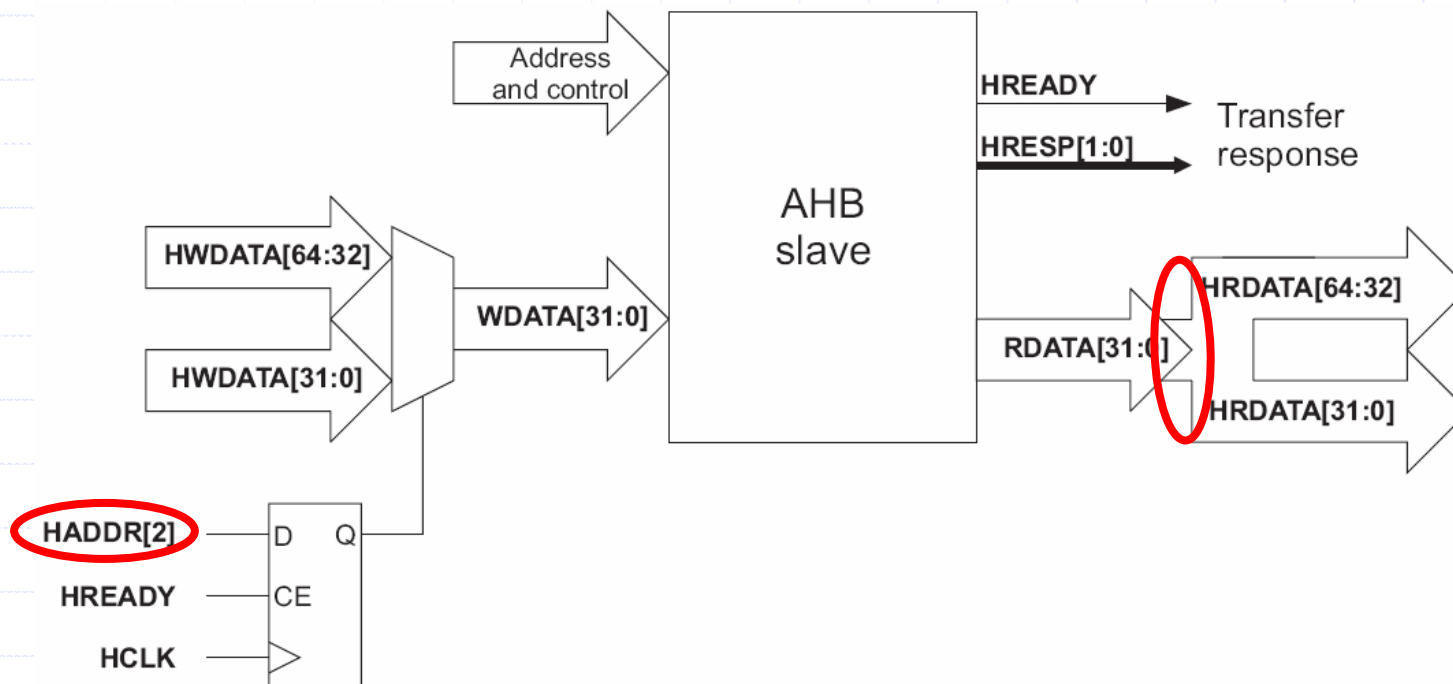 Address
and control
AHB
slave
HREADY
HRESP[1:0]
Transfer
response
HWDATA[64:32]
HWDATA[31:0]
WDATA[31:0]
RDATA[31:0]
HRDATA[64:32]
HRDATA[31:0]
HADDR[2]
D
Q
HREADY
CE
HCLK